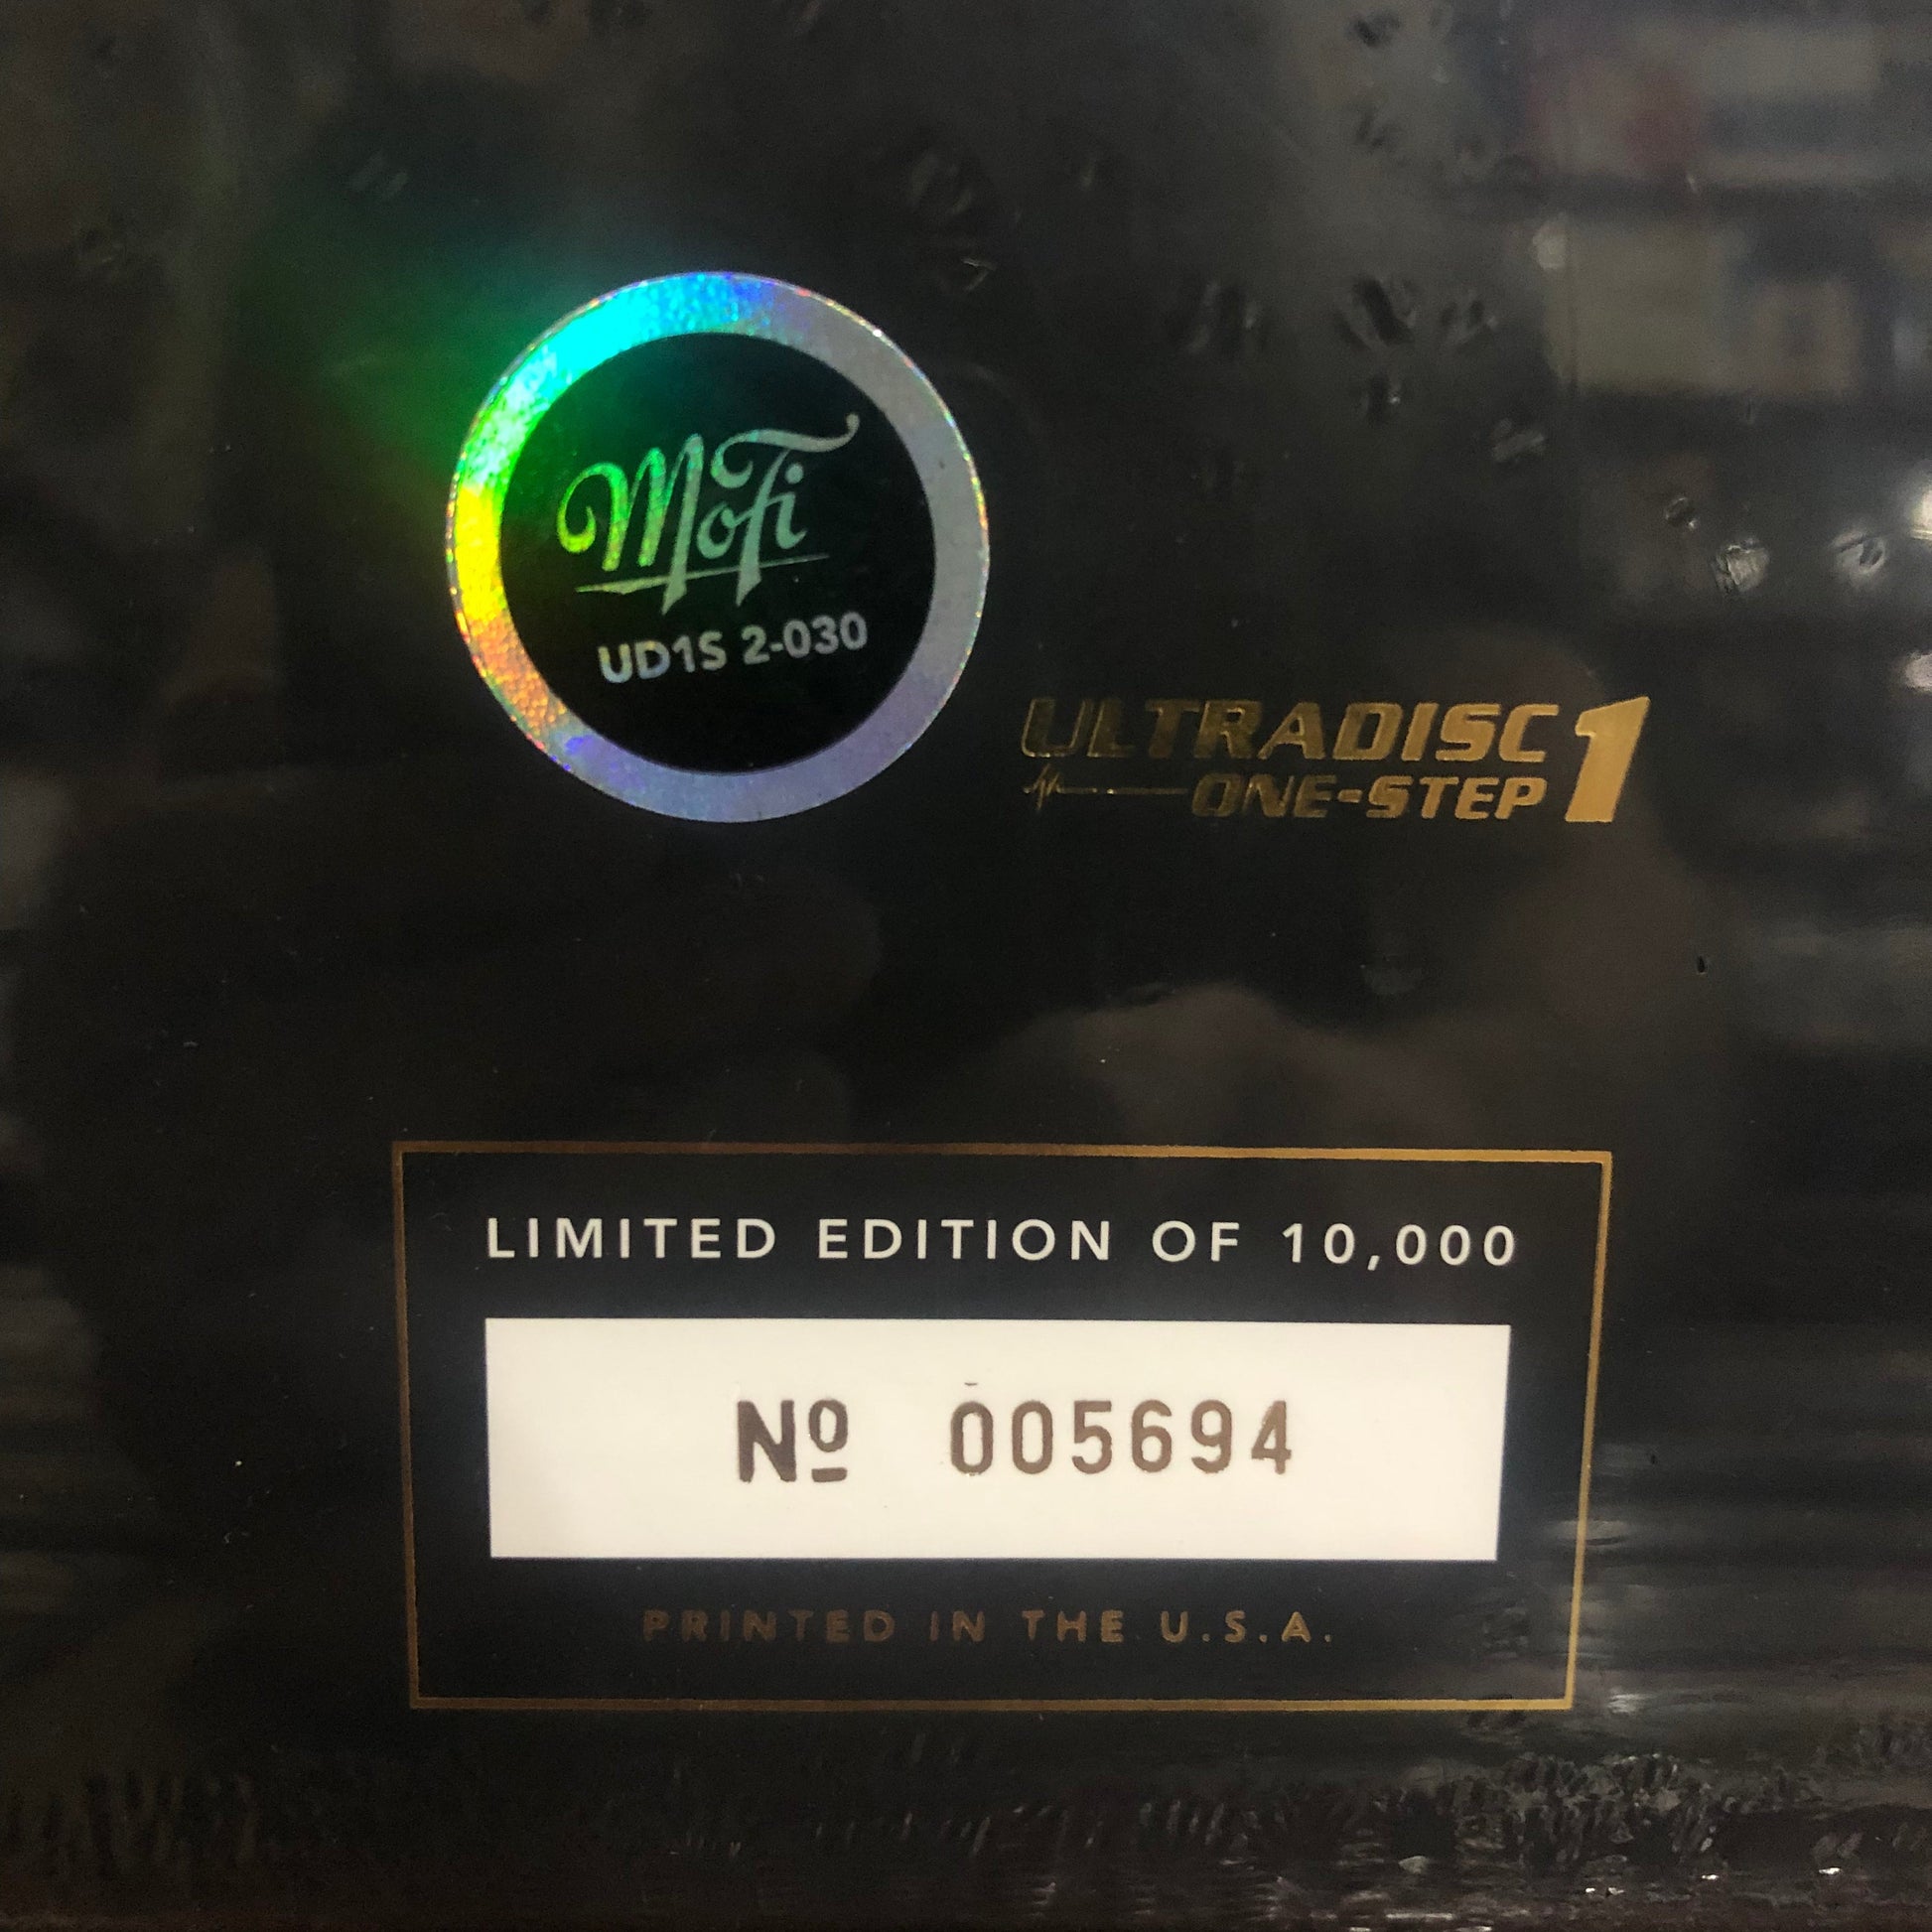 MoFi
UD1S 2-030
ULTRADISC 1
ONE-STEP
LIMITED EDITION OF 10,000
Nº 005694
PRINTED IN THE U.S.A.